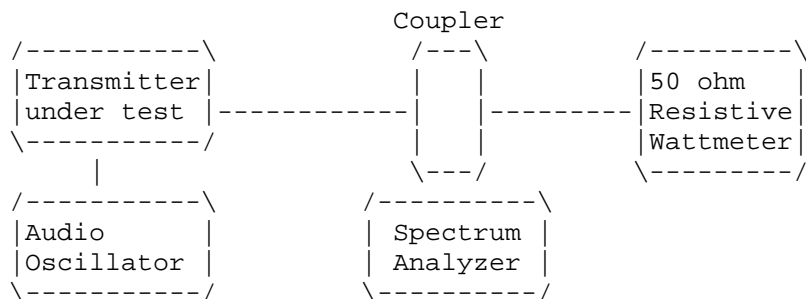 Coupler
Transmitter
under test
50 ohm
Resistive
Wattmeter
Audio
Oscillator
Spectrum
Analyzer